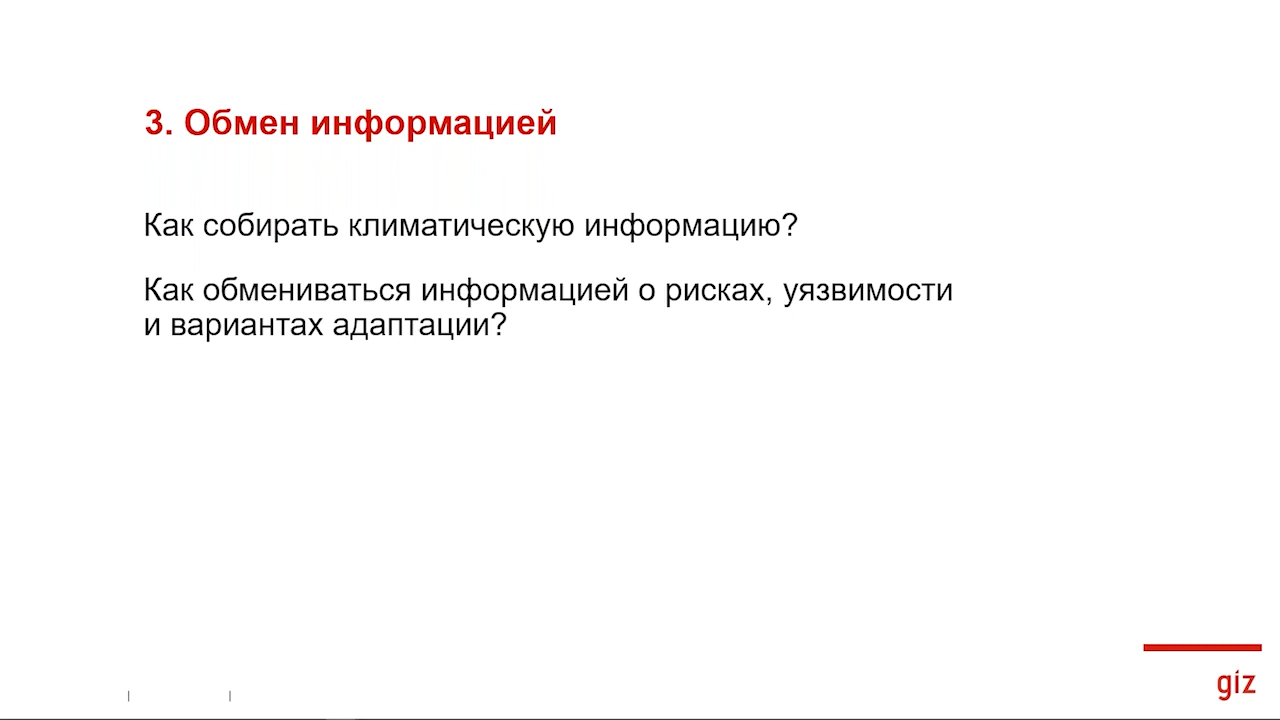 3. Обмен информацией
Как собирать климатическую информацию?
Как обмениваться информацией о рисках, уязвимости
и вариантах адаптации?
giz